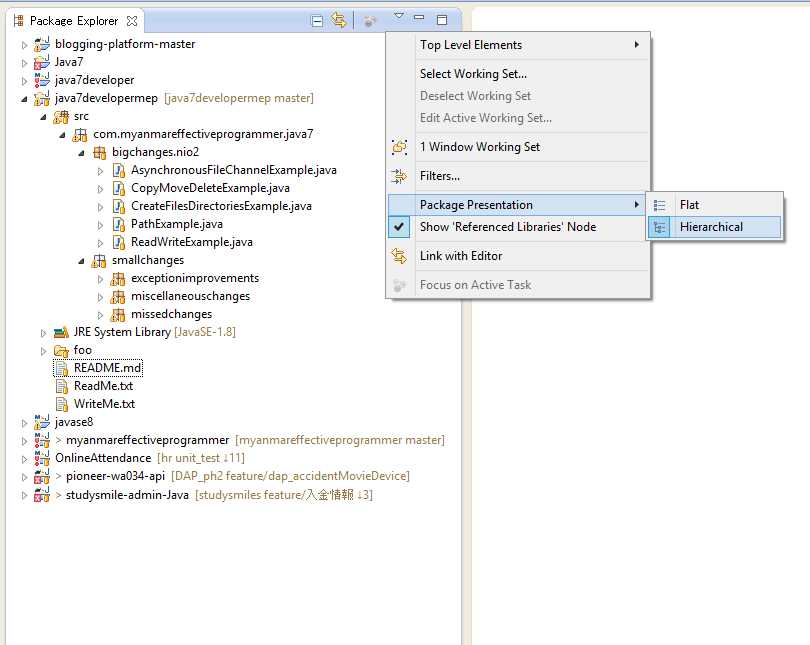 Package Explorer
blogging-platform-master
Java7
java7developer
java7developermep [java7developermep master]
src
com.myanmareffectiveprogrammer.java7
bigchanges.nio2
AsynchronousFileChannelExample.java
CopyMoveDeleteExample.java
CreateFilesDirectoriesExample.java
PathExample.java
ReadWriteExample.java
smallchanges
exceptionimprovements
miscellaneouschanges
missedchanges
JRE System Library [JavaSE-1.8]
foo
README.md
ReadMe.txt
WriteMe.txt
javase8
> myanmareffectiveprogrammer [myanmareffectiveprogrammer master]
OnlineAttendance [hr unit_test ↓11]
> pioneer-wa034-api [DAP_ph2 feature/dap_accidentMovieDevice]
> studysmile-admin-Java [studysmiles feature/入金情報 ↓3]
Top Level Elements
Select Working Set...
Deselect Working Set
Edit Active Working Set...
1 Window Working Set
Filters...
Package Presentation
Show 'Referenced Libraries' Node
Link with Editor
Focus on Active Task
Flat
Hierarchical